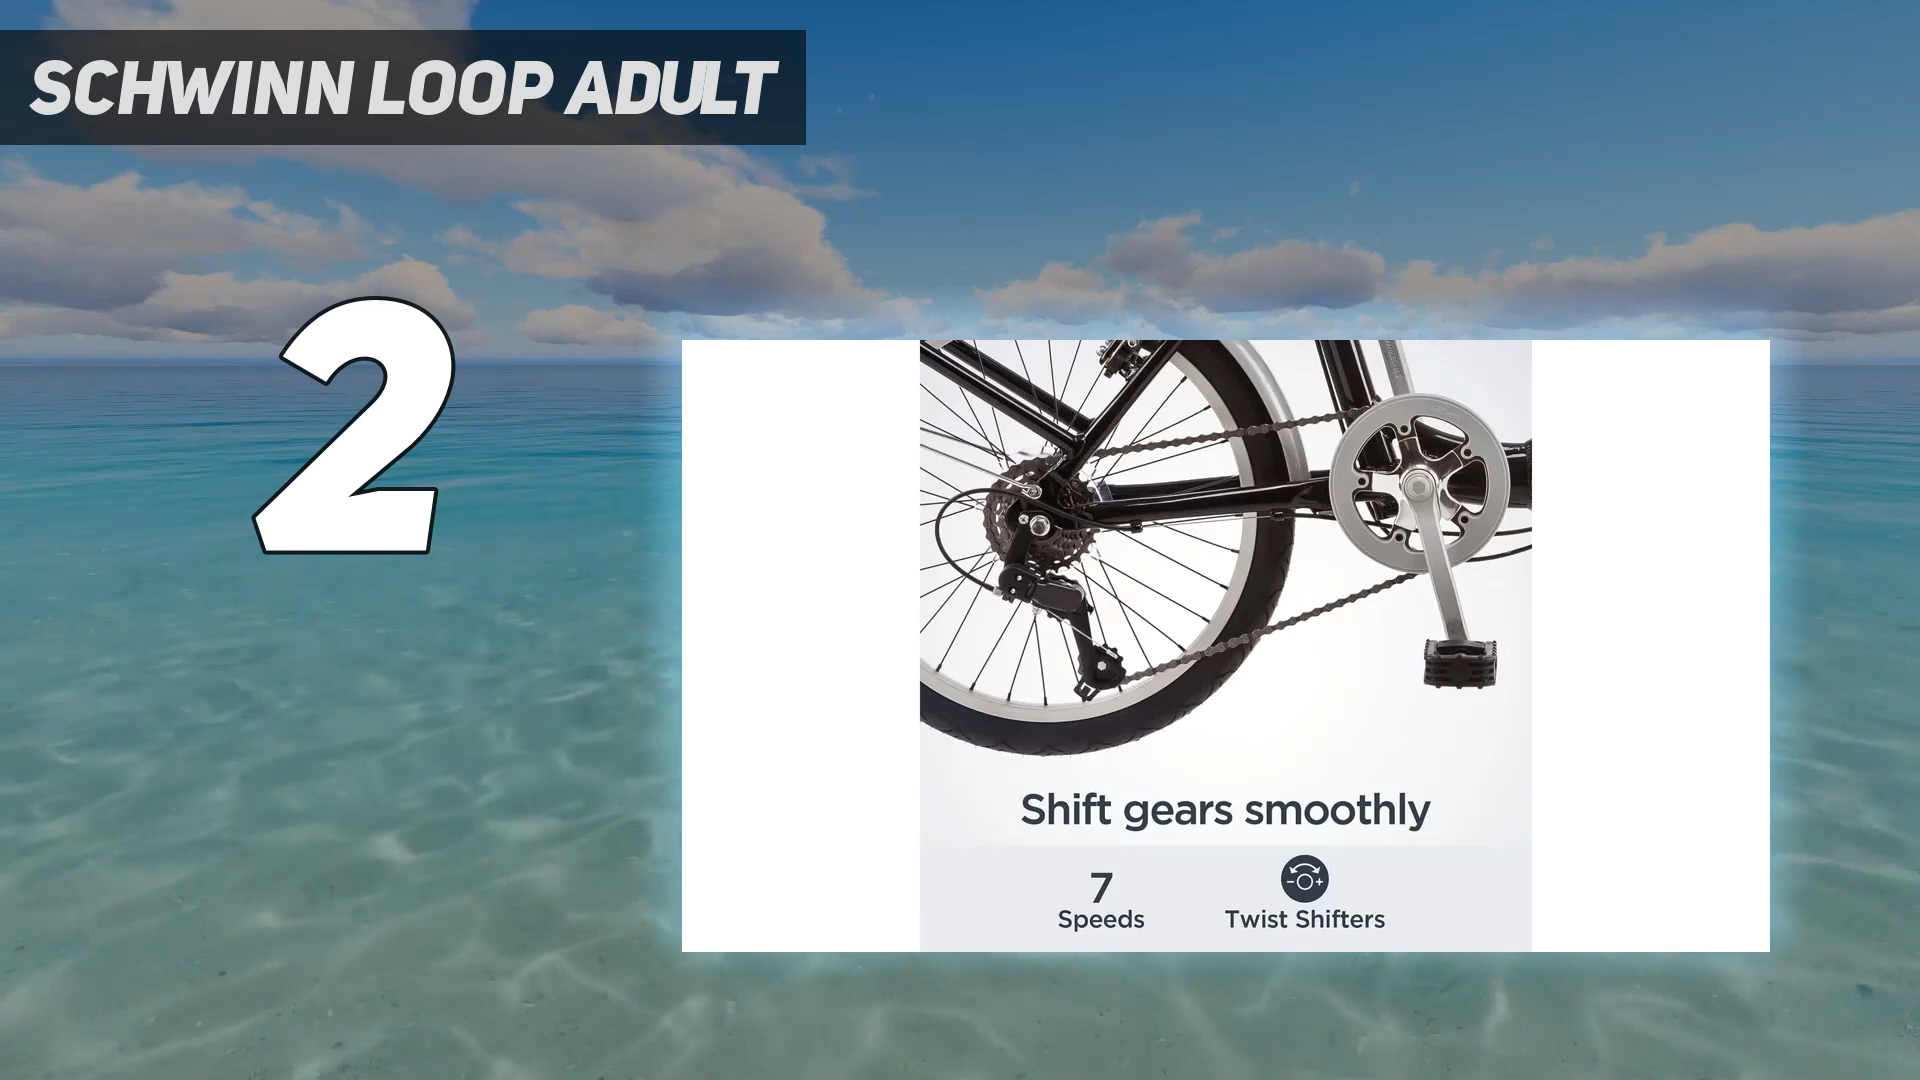 SCHWINN LOOP ADULT
2
Shift gears smoothly
7
Speeds
Twist Shifters